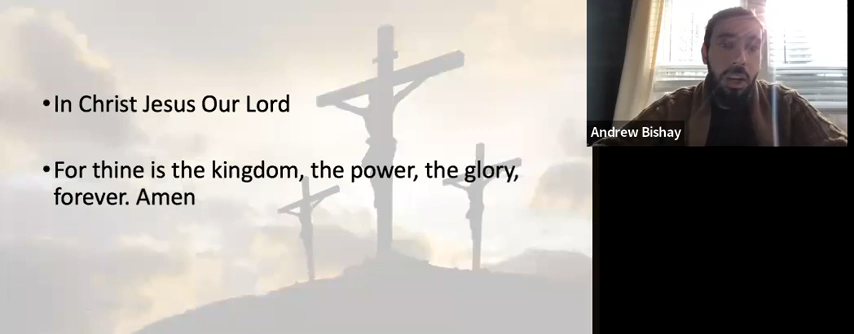 •In Christ Jesus Our Lord
•For thine is the kingdom, the power, the glory,
forever. Amen
Andrew Bishay